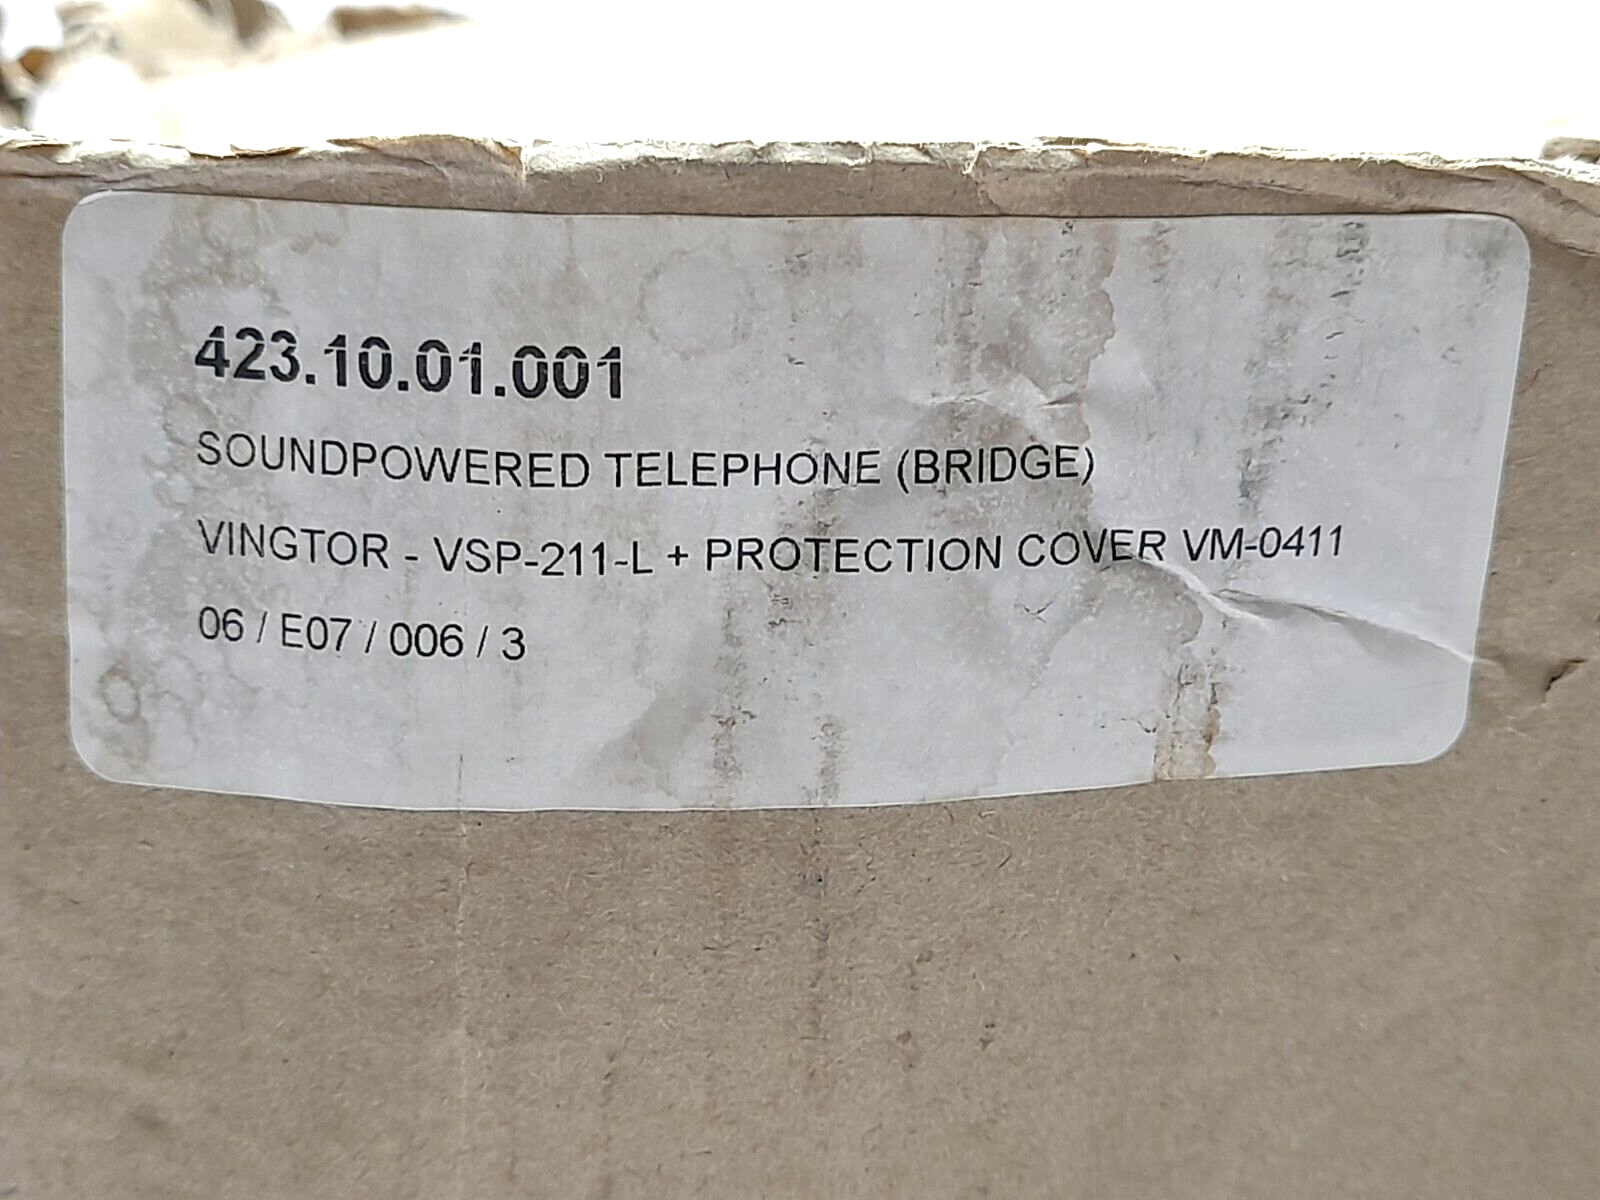 423.10.01.001
SOUNDPOWERED TELEPHONE (BRIDGE)
VINGTOR - VSP-211-L + PROTECTION COVER VM-0411
06 / E07 / 006 / 3